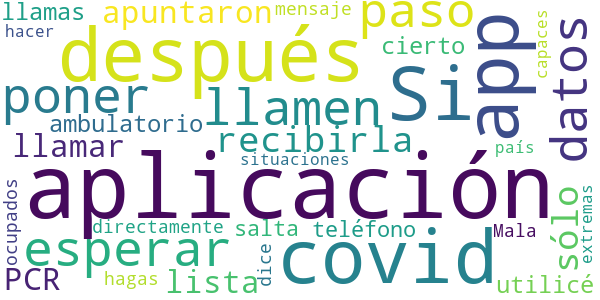 llamas apuntaron mensaje paso
hacer después cierto app capaces datos
poner llamen Si
ambulatorio recibirla
llamar situaciones país
aplicación
ocupados directamente salta teléfono Mala sólo extremas
esperar dice covid
PCR hagas lista utilicé